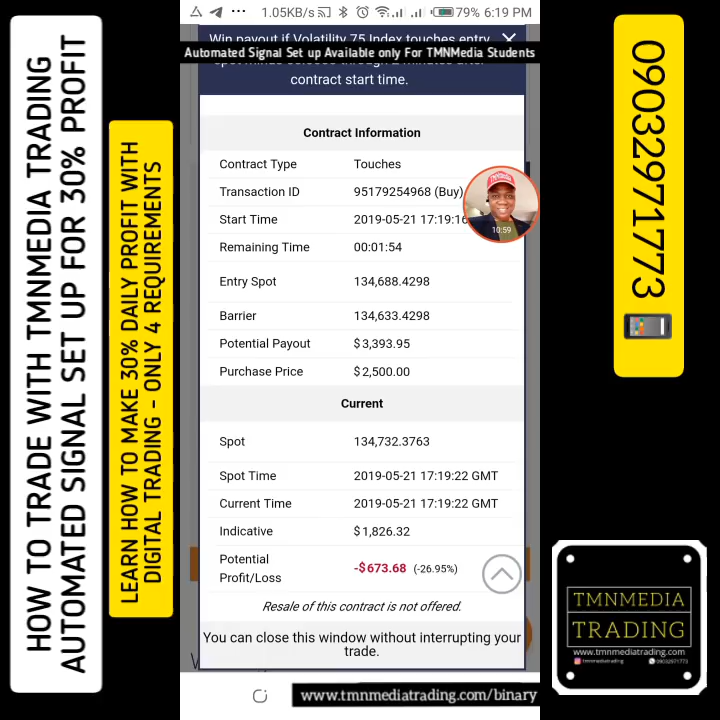 HOW TO TRADE WITH TMNMEDIA TRADING
AUTOMATED SIGNAL SET UP FOR 30% PROFIT
LEARN HOW TO MAKE 30% DAILY PROFIT WITH
DIGITAL TRADING - ONLY 4 REQUIREMENTS
1.05KB/s 79% 6:19 PM
Win payout if Volatility 75 Index touches entry
Automated Signal Set up Available only For TMNMedia Students
contract start time.
Contract Information
Contract Type Touches
Transaction ID 95179254968 (Buy)
Start Time 2019-05-21 17:19:16
10:59
Remaining Time 00:01:54
Entry Spot 134,688.4298
Barrier 134,633.4298
Potential Payout $3,393.95
Purchase Price $2,500.00
Current
Spot 134,732.3763
Spot Time 2019-05-21 17:19:22 GMT
Current Time 2019-05-21 17:19:22 GMT
Indicative $1,826.32
Potential
Profit/Loss -$673.68 (-26.95%)
Resale of this contract is not offered.
You can close this window without interrupting your
trade.
www.tmnmediatrading.com/binary
09032971773
TMNMEDIA
TRADING
www.tmnmediatrading.com
tmnmediatrading 09032971773